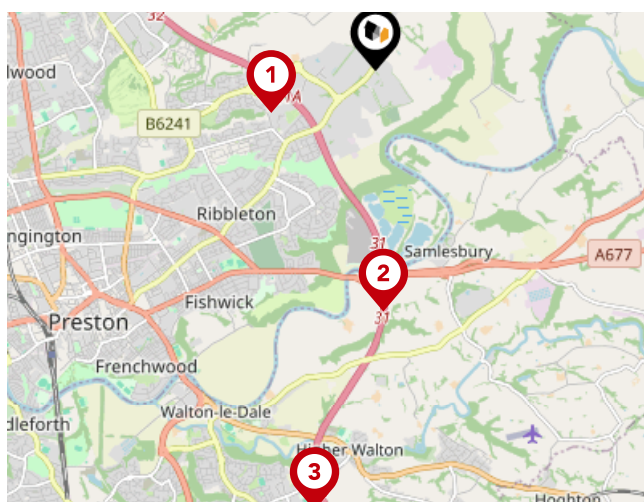 32
lwood
1
1A
B6241
Ribbleton
ngington
31
Samlesbury
A677
2
Fishwick
31
Preston
Frenchwood
Walton-le-Dale
dleforth
Higher Walton
3
Hoghton